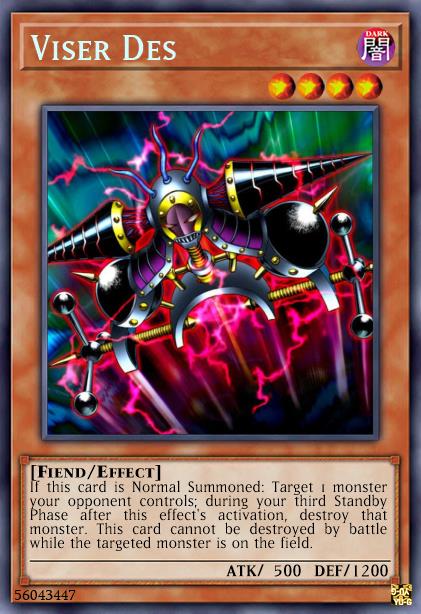 Viser Des
DARK
闇
[Fiend/Effect]
If this card is Normal Summoned: Target 1 monster
your opponent controls; during your third Standby
Phase after this effect's activation, destroy that
monster. This card cannot be destroyed by battle
while the targeted monster is on the field.
ATK/ 500 DEF/1200
56043447